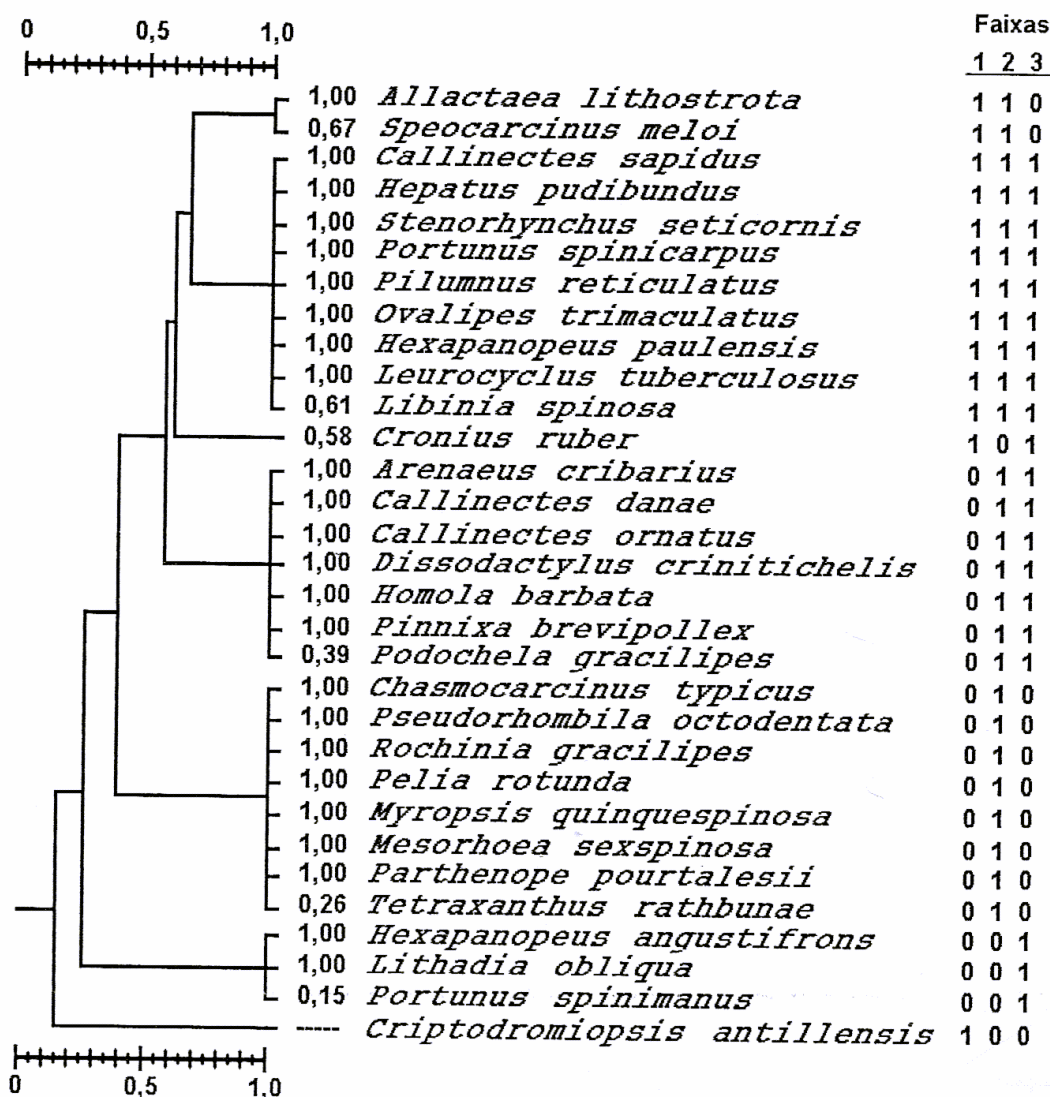 0 0,5 1,0 Faixas
1 2 3
1,00 Allactaea lithostrota 1 1 0
0,67 Speocarcinus meloi 1 1 0
1,00 Callinectes sapidus 1 1 1
1,00 Hepatus pudibundus 1 1 1
1,00 Stenorhynchus seticornis 1 1 1
1,00 Portunus spinicarpus 1 1 1
1,00 Pilumnus reticulatus 1 1 1
1,00 Ovalipes trimaculatus 1 1 1
1,00 Hexapanopeus paulensis 1 1 1
1,00 Leurocyclus tuberculosus 1 1 1
0,61 Libinia spinosa 1 1 1
0,58 Cronius ruber 1 0 1
1,00 Arenaeus cribarius 0 1 1
1,00 Callinectes danae 0 1 1
1,00 Callinectes ornatus 0 1 1
1,00 Dissodactylus crinitichelis 0 1 1
1,00 Homola barbata 0 1 1
1,00 Pinnixa brevipollex 0 1 1
0,39 Podochela gracilipes 0 1 1
1,00 Chasmocarcinus typicus 0 1 0
1,00 Pseudorhombila octodentata 0 1 0
1,00 Rochinia gracilipes 0 1 0
1,00 Pelia rotunda 0 1 0
1,00 Myropsis quinquespinosa 0 1 0
1,00 Mesorhoea sexspinosa 0 1 0
1,00 Parthenope pourtalesii 0 1 0
0,26 Tetraxanthus rathbunae 0 1 0
1,00 Hexapanopeus angustifrons 0 0 1
1,00 Lithadia obliqua 0 0 1
0,15 Portunus spinimanus 0 0 1
----- Criptodromiopsis antillensis 1 0 0
0 0,5 1,0